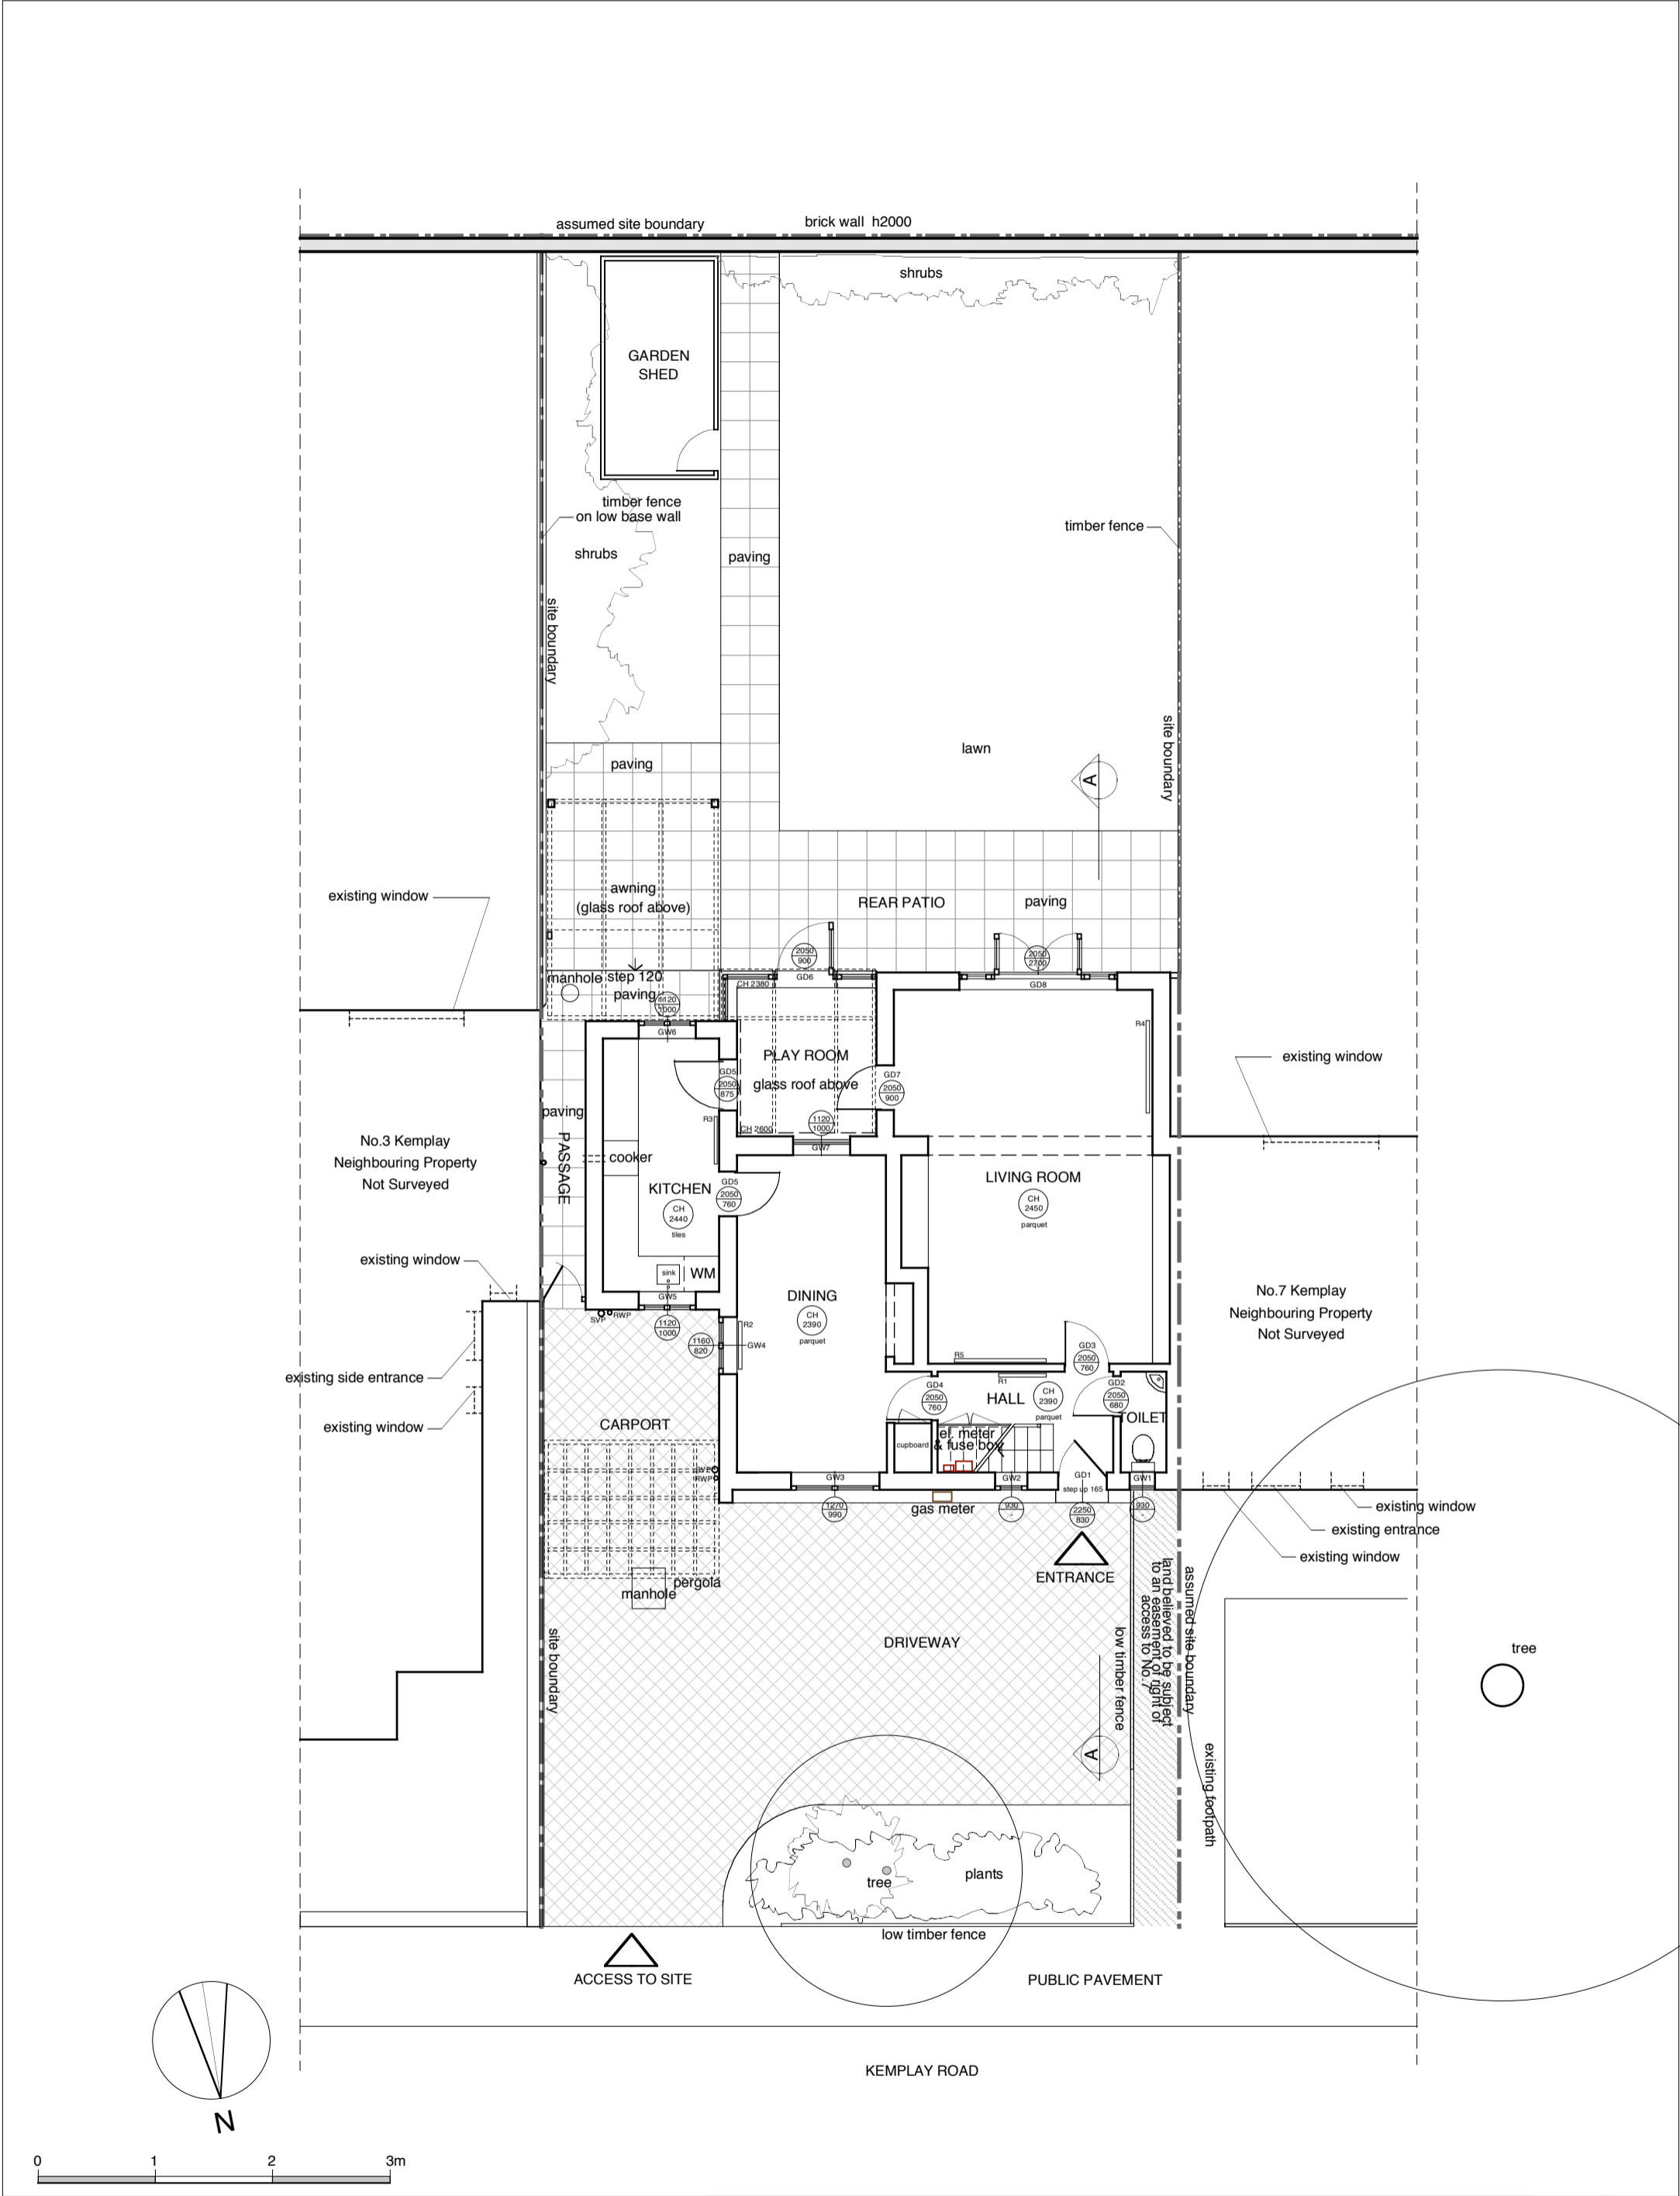 assumed site boundary
brick wall h2000
shrubs
GARDEN
SHED
timber fence
on low base wall
timber fence
shrubs
paving
site boundary
site boundary
lawn
A
paving
existing window
awning
(glass roof above)
REAR PATIO
paving
2050
900
2050
2700
GD6
GD8
manhole
step 120
paving
1120
1000
CH 2380
GW6
R4
PLAY ROOM
glass roof above
existing window
GD5
2050
875
GD7
2050
900
paving
R3
CH 2600
1120
1000
GW7
No.3 Kemplay
Neighbouring Property
Not Surveyed
PASSAGE
cooker
KITCHEN
CH
2440
tiles
GD5
2050
760
LIVING ROOM
CH
2450
parquet
existing window
sink
WM
GW5
DINING
CH
2390
parquet
No.7 Kemplay
Neighbouring Property
Not Surveyed
SVP
RWP
1120
1000
R2
1160
820
GW4
R5
GD3
2050
760
existing side entrance
R1
GD4
2050
760
HALL
CH
2390
parquet
GD2
2050
680
TOILET
existing window
CARPORT
el. meter
& fuse box
cupboard
SVP
RWP
GW3
GW2
GD1
step up 165
GW1
1270
990
gas meter
930
-
2250
830
930
-
existing window
existing entrance
existing window
ENTRANCE
pergola
manhole
DRIVEWAY
site boundary
low timber fence
land believed to be subject
to an easement of right of
access to No.7
assumed site boundary
tree
A
existing footpath
tree
plants
low timber fence
ACCESS TO SITE
PUBLIC PAVEMENT
KEMPLAY ROAD
N
0 1 2 3m